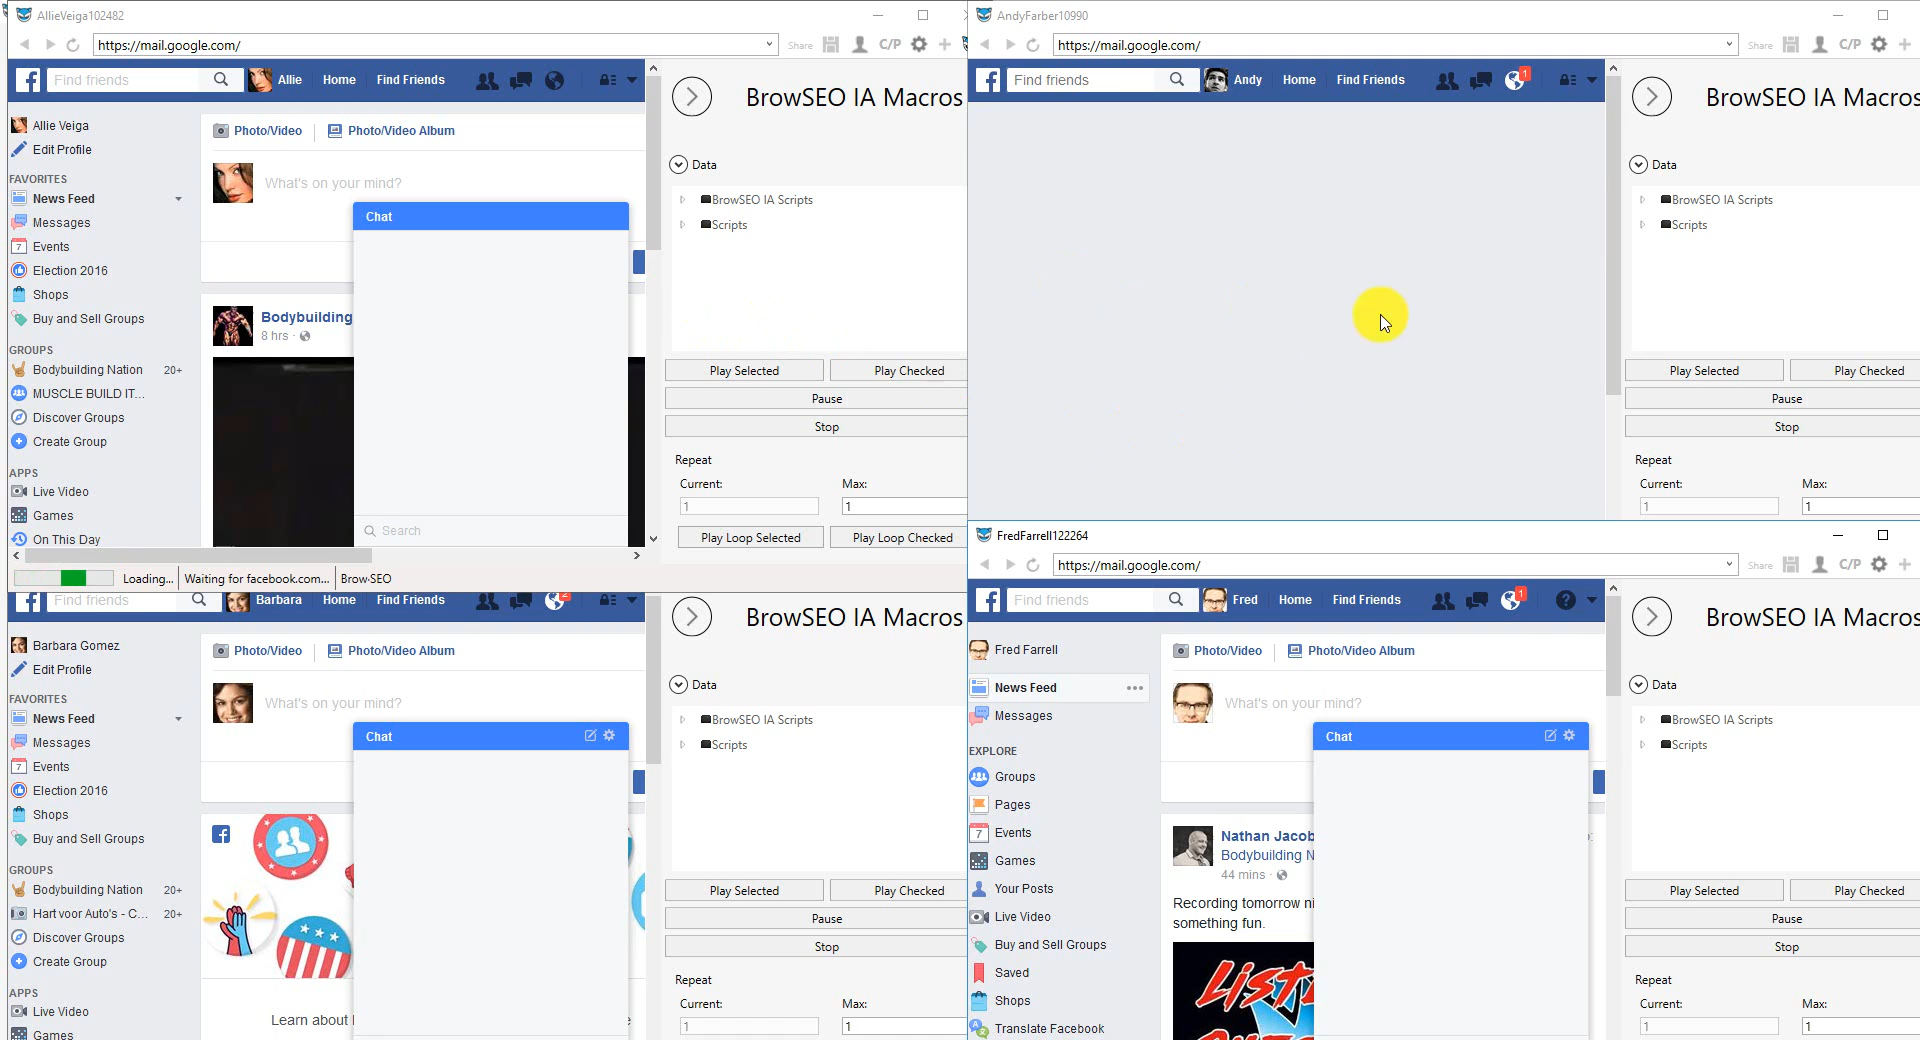 AllieVeiga102482
https://mail.google.com/
Share
C/P
Find friends
Allie
Home
Find Friends
Allie Veiga
Edit Profile
FAVORITES
News Feed
Messages
7 Events
Election 2016
Shops
Buy and Sell Groups
GROUPS
Bodybuilding Nation 20+
MUSCLE BUILD IT...
Discover Groups
Create Group
APPS
Live Video
Games
On This Day
Photo/Video
Photo/Video Album
What's on your mind?
Chat
Bodybuilding
8 hrs ·
Search
Loading...
Waiting for facebook.com...
Brow·SEO
BrowSEO IA Macros
Data
BrowSEO IA Scripts
Scripts
Play Selected
Play Checked
Pause
Stop
Repeat
Current:
Max:
1
1
Play Loop Selected
Play Loop Checked
AndyFarber10990
https://mail.google.com/
Share
C/P
Find friends
Andy
Home
Find Friends
1
BrowSEO IA Macros
Data
BrowSEO IA Scripts
Scripts
Play Selected
Play Checked
Pause
Stop
Repeat
Current:
Max:
1
1
Find friends
Barbara
Home
Find Friends
2
Barbara Gomez
Edit Profile
FAVORITES
News Feed
Messages
7 Events
Election 2016
Shops
Buy and Sell Groups
GROUPS
Bodybuilding Nation 20+
Hart voor Auto's - C... 20+
Discover Groups
Create Group
APPS
Live Video
Games
Photo/Video
Photo/Video Album
What's on your mind?
Chat
Learn about
BrowSEO IA Macros
Data
BrowSEO IA Scripts
Scripts
Play Selected
Play Checked
Pause
Stop
Repeat
Current:
Max:
1
1
FredFarrell122264
https://mail.google.com/
Share
C/P
Find friends
Fred
Home
Find Friends
1
Fred Farrell
News Feed
Messages
EXPLORE
Groups
Pages
7 Events
Games
Your Posts
Live Video
Buy and Sell Groups
Saved
Shops
Translate Facebook
Photo/Video
Photo/Video Album
What's on your mind?
Chat
Nathan Jacob
Bodybuilding N
44 mins ·
Recording tomorrow ni
something fun.
BrowSEO IA Macros
Data
BrowSEO IA Scripts
Scripts
Play Selected
Play Checked
Pause
Stop
Repeat
Current:
Max:
1
1